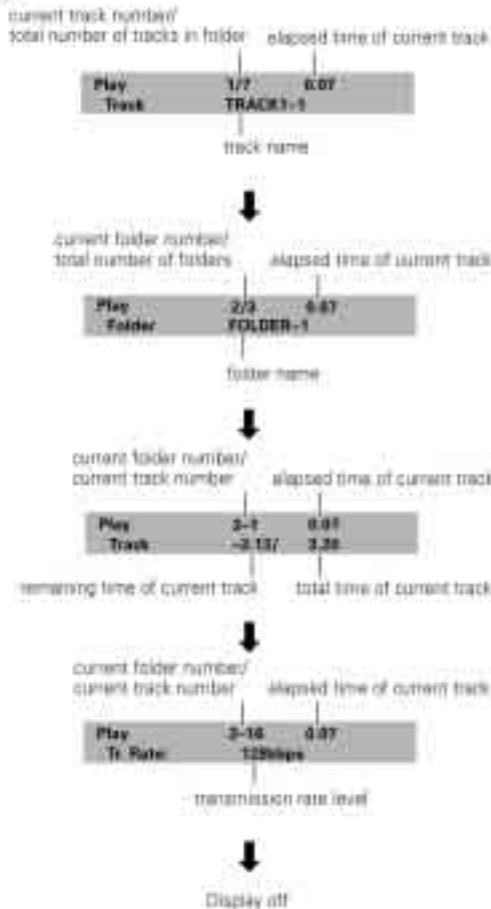 current track number/
total number of tracks in folder elapsed time of current track
Play 1/7 0.07
Track TRACK1-1
track name
current folder number/
total number of folders elapsed time of current track
Play 2/3 0.07
Folder FOLDER-1
folder name
current folder number/
current track number elapsed time of current track
Play 0.07
Track -3.13/ 3.20
remaining time of current track total time of current track
current folder number/
current track number elapsed time of current track
Play 0.07
Tr. Rate: 128kbps
transmission rate level
Display off